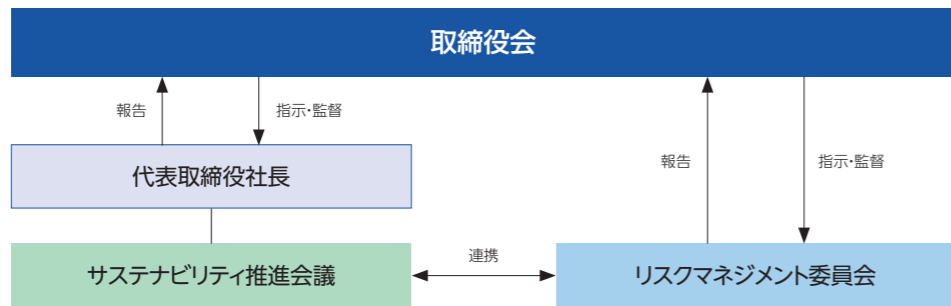 取締役会
報告
指示・監督
代表取締役社長
報告
指示・監督
サステナビリティ推進会議
連携
リスクマネジメント委員会